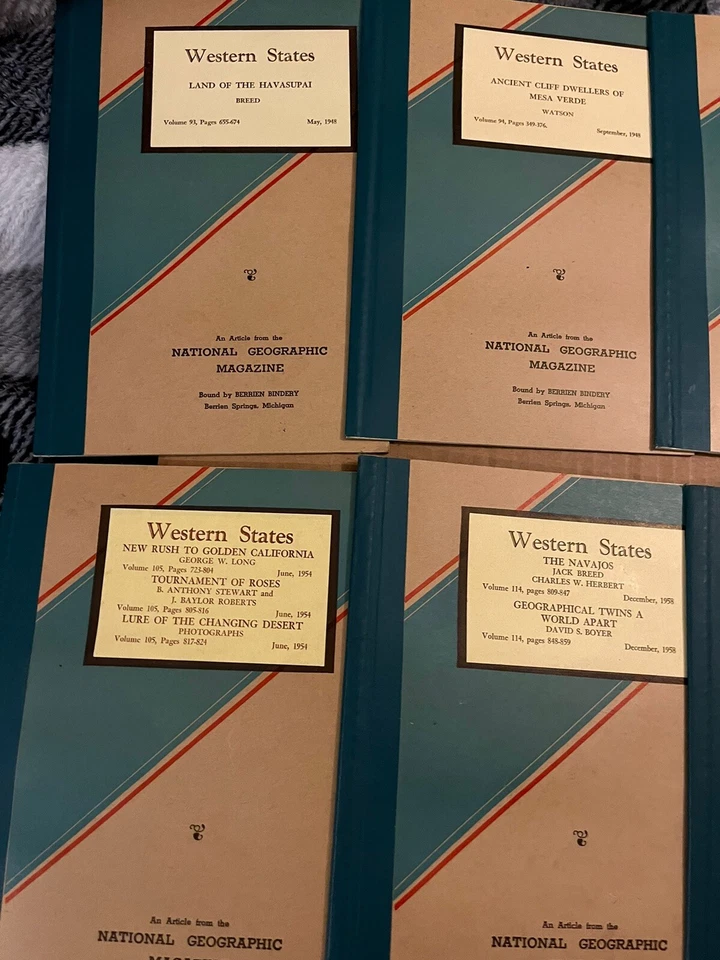 Western States
LAND OF THE HAVASUPAI
BREED
Volume 93, Pages 655-674 May, 1948
An Article from the
NATIONAL GEOGRAPHIC
MAGAZINE
Bound by BERRIEN BINDERY
Berrien Springs, Michigan
Western States
ANCIENT CLIFF DWELLERS OF
MESA VERDE
WATSON
Volume 94, Pages 349-376. September, 1948
An Article from the
NATIONAL GEOGRAPHIC
MAGAZINE
Bound by BERRIEN BINDERY
Berrien Springs, Michigan
Western States
NEW RUSH TO GOLDEN CALIFORNIA
GEORGE W. LONG
Volume 105, Pages 723-804 June, 1954
TOURNAMENT OF ROSES
B. ANTHONY STEWART and
J. BAYLOR ROBERTS
Volume 105, Pages 805-816 June, 1954
LURE OF THE CHANGING DESERT
PHOTOGRAPHS
Volume 105, Pages 817-824 June, 1954
An Article from the
NATIONAL GEOGRAPHIC
Western States
THE NAVAJOS
JACK BREED
CHARLES W. HERBERT
Volume 114, pages 809-847 December, 1958
GEOGRAPHICAL TWINS A
WORLD APART
DAVID S. BOYER
Volume 114, pages 848-859 December, 1958
An Article from the
NATIONAL GEOGRAPHIC